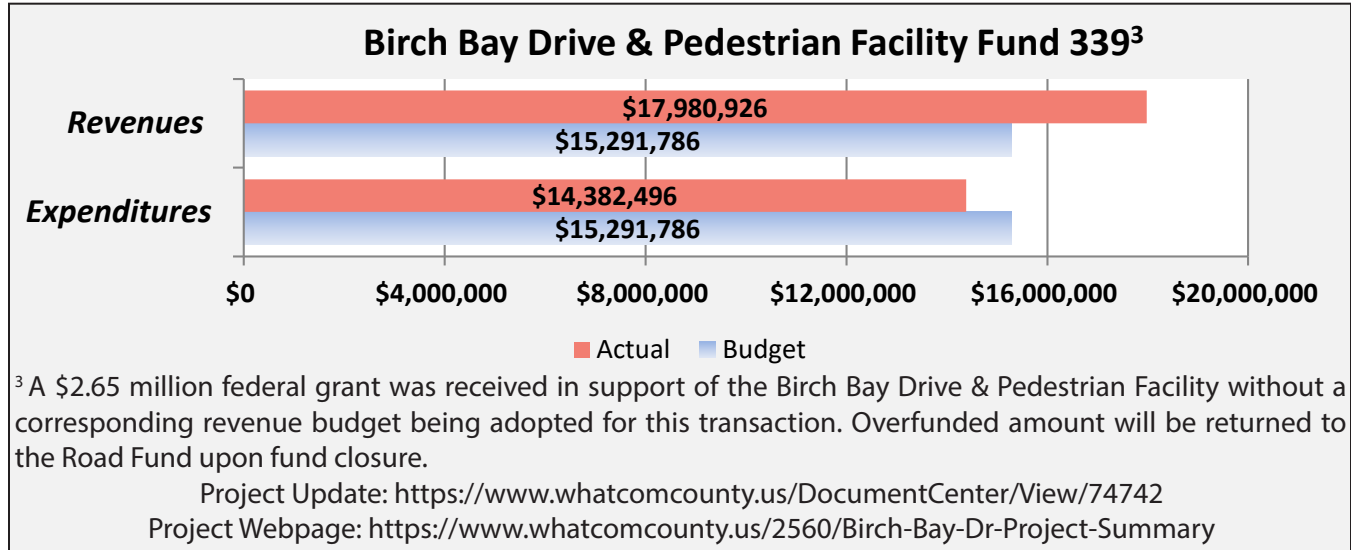 Birch Bay Drive & Pedestrian Facility Fund 339³
Revenues
$17,980,926
$15,291,786
Expenditures
$14,382,496
$15,291,786
$0 $4,000,000 $8,000,000 $12,000,000 $16,000,000 $20,000,000
Actual Budget
³ A $2.65 million federal grant was received in support of the Birch Bay Drive & Pedestrian Facility without a
corresponding revenue budget being adopted for this transaction. Overfunded amount will be returned to
the Road Fund upon fund closure.
Project Update: https://www.whatcomcounty.us/DocumentCenter/View/74742
Project Webpage: https://www.whatcomcounty.us/2560/Birch-Bay-Dr-Project-Summary